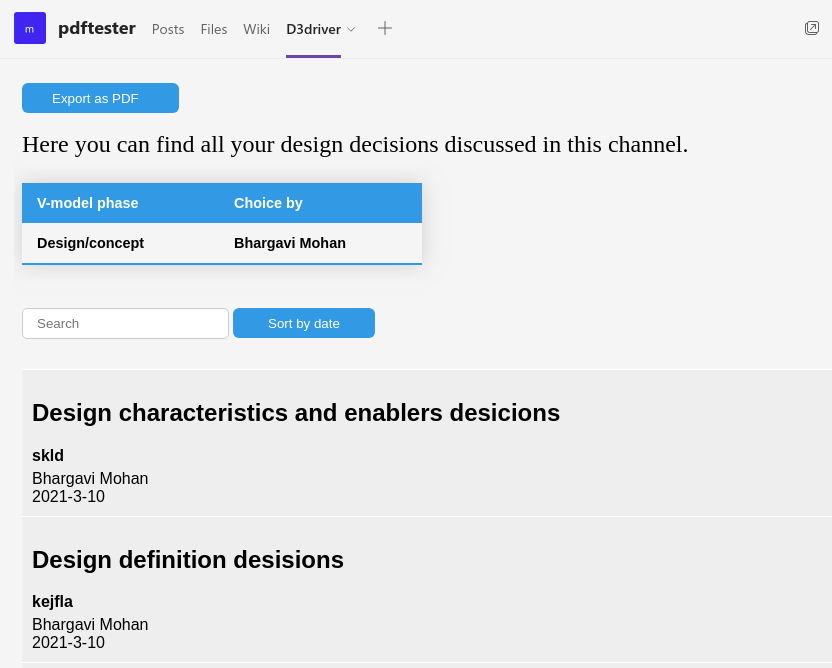 m pdftester Posts Files Wiki D3driver
Export as PDF
Here you can find all your design decisions discussed in this channel.
V-model phase Choice by
Design/concept Bhargavi Mohan
Search Sort by date
Design characteristics and enablers desicions
skld
Bhargavi Mohan
2021-3-10
Design definition desisions
kejfla
Bhargavi Mohan
2021-3-10